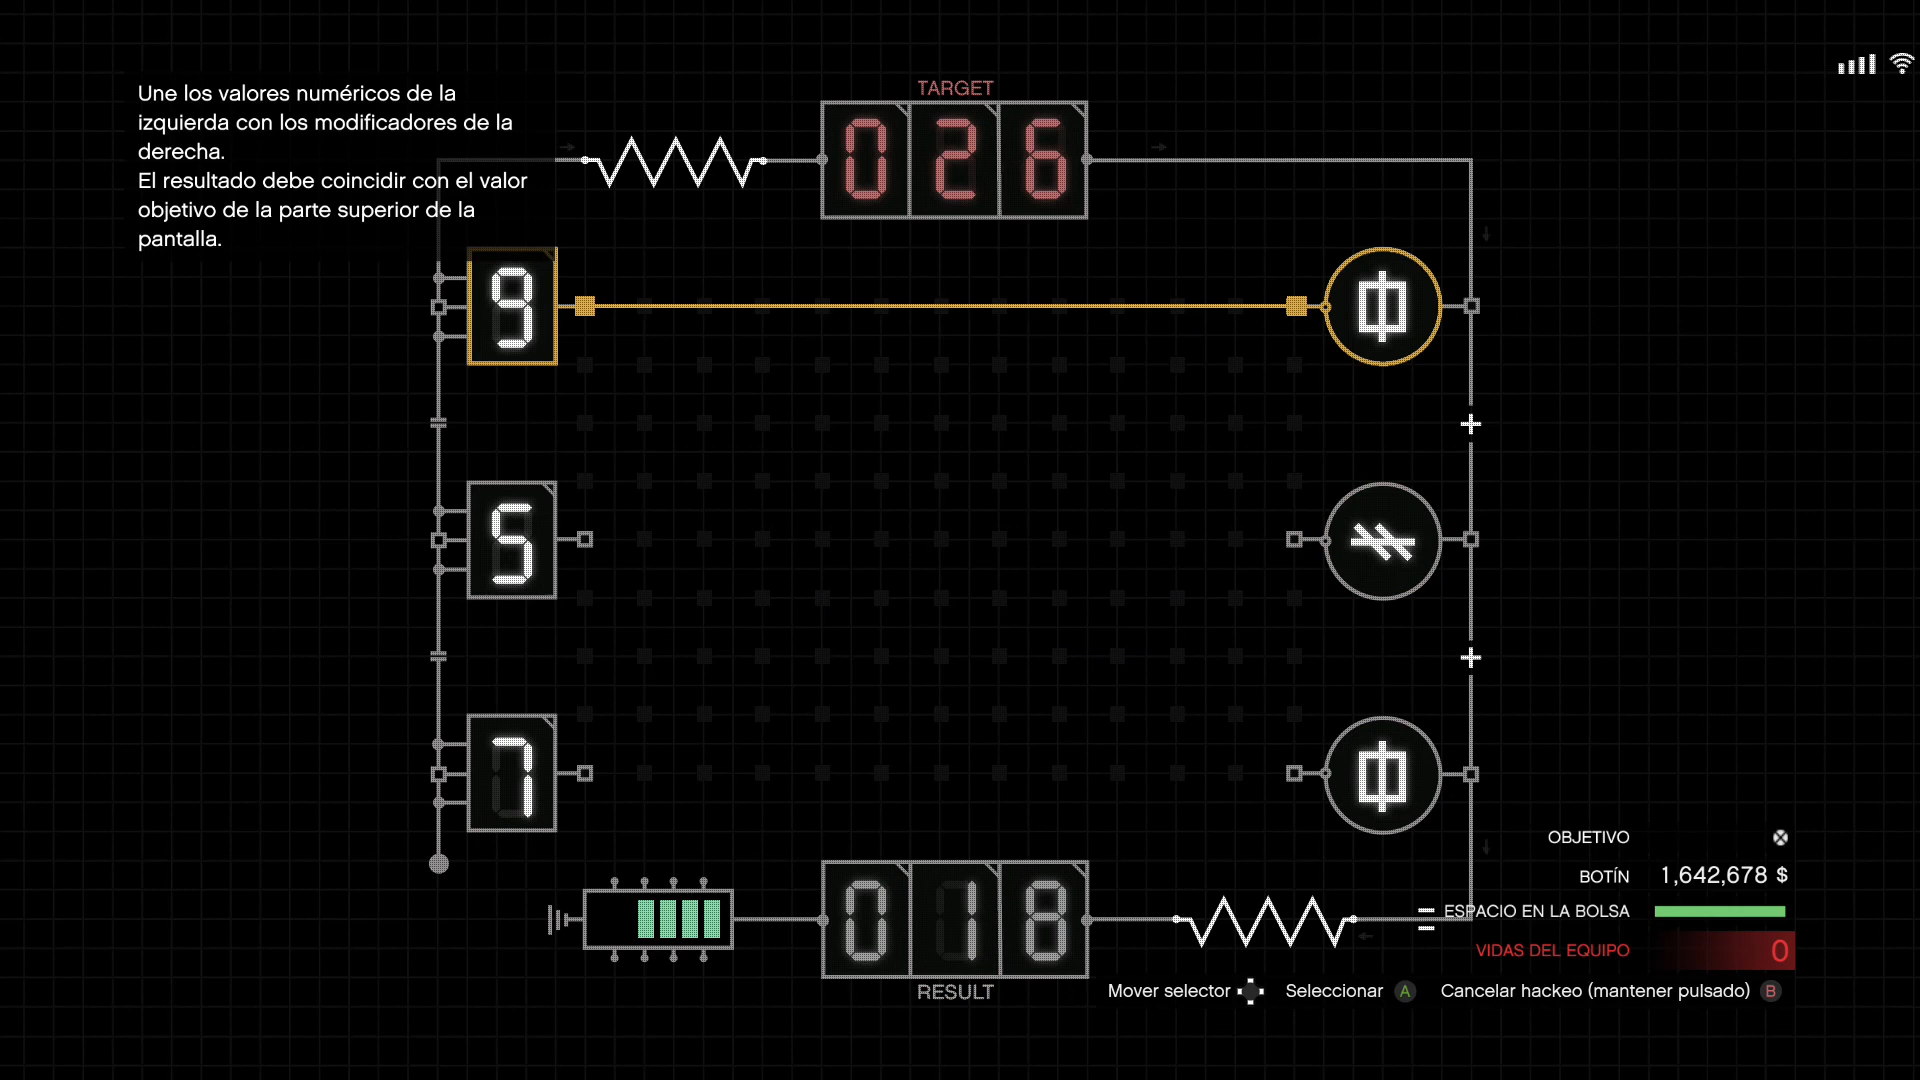 Une los valores numéricos de la
izquierda con los modificadores de la
derecha.
El resultado debe coincidir con el valor
objetivo de la parte superior de la
pantalla.
TARGET
026
9
5
7
+
+
018
RESULT
=
OBJETIVO
BOTÍN 1,642,678 $
ESPACIO EN LA BOLSA
VIDAS DEL EQUIPO 0
Mover selector Seleccionar A Cancelar hackeo (mantener pulsado) B